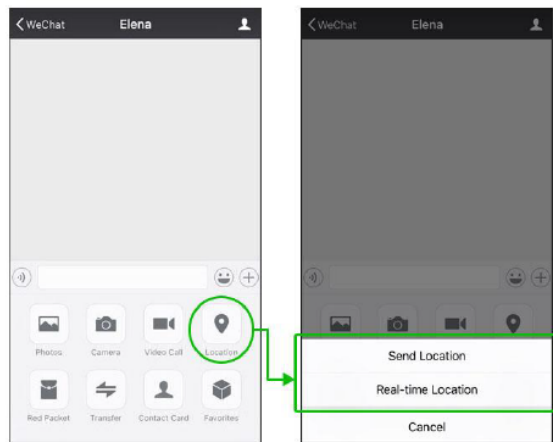 WeChat
Elena
Photos
Camera
Video Call
Location
Red Packet
Transfer
Contact Card
Favorites
WeChat
Elena
Send Location
Real-time Location
Cancel